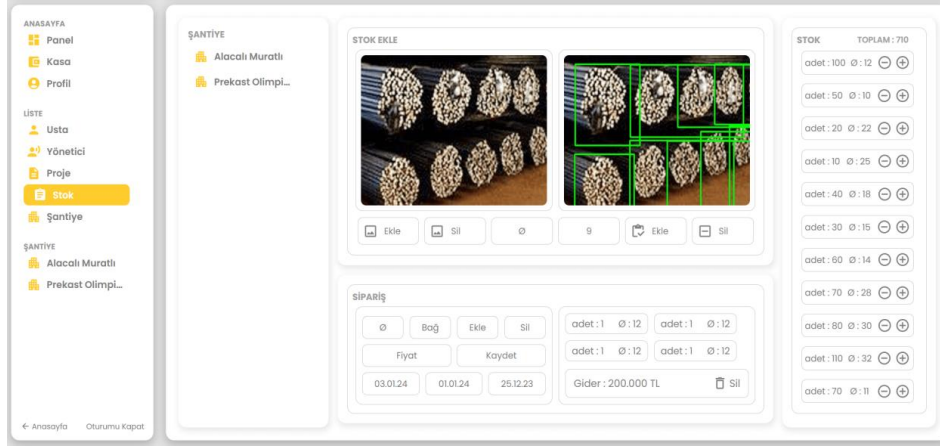 ANASAYFA
Panel
Kasa
Profil
LİSTE
Usta
Yönetici
Proje
Stok
Şantiye
ŞANTİYE
Alacalı Muratlı
Prekast Olimpi...
← Anasayfa Oturumu Kapat
ŞANTİYE
Alacalı Muratlı
Prekast Olimpi...
STOK EKLE
Ekle Sil Ø 9 Ekle Sil
SİPARİŞ
Ø Bağ Ekle Sil
Fiyat Kaydet
03.01.24 01.01.24 25.12.23
adet : 1 Ø : 12 adet : 1 Ø : 12
adet : 1 Ø : 12 adet : 1 Ø : 12
Gider : 200.000 TL Sil
STOK TOPLAM : 710
adet : 100 Ø : 12
adet : 50 Ø : 10
adet : 20 Ø : 22
adet : 10 Ø : 25
adet : 40 Ø : 18
adet : 30 Ø : 15
adet : 60 Ø : 14
adet : 70 Ø : 28
adet : 80 Ø : 30
adet : 110 Ø : 32
adet : 70 Ø : 11